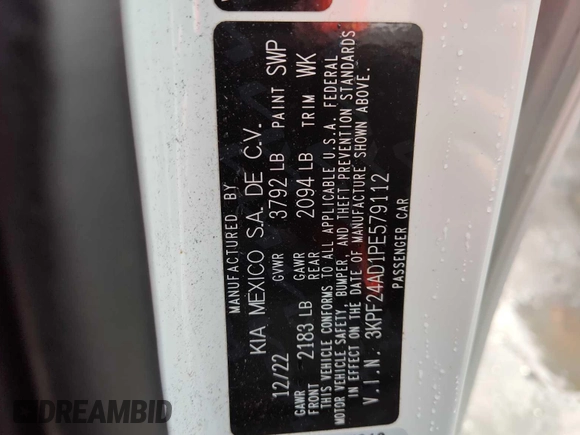 MANUFACTURED BY
KIA MEXICO S.A. DE C.V.
12/22 GVWR 3792 LB PAINT SWP
GAWR FRONT 2183 LB GAWR REAR 2094 LB TRIM WK
THIS VEHICLE CONFORMS TO ALL APPLICABLE U.S.A. FEDERAL
MOTOR VEHICLE SAFETY, BUMPER, AND THEFT PREVENTION STANDARDS
IN EFFECT ON THE DATE OF MANUFACTURE SHOWN ABOVE.
V.I.N. 3KPF24AD1PE579112
PASSENGER CAR
DREAMBID